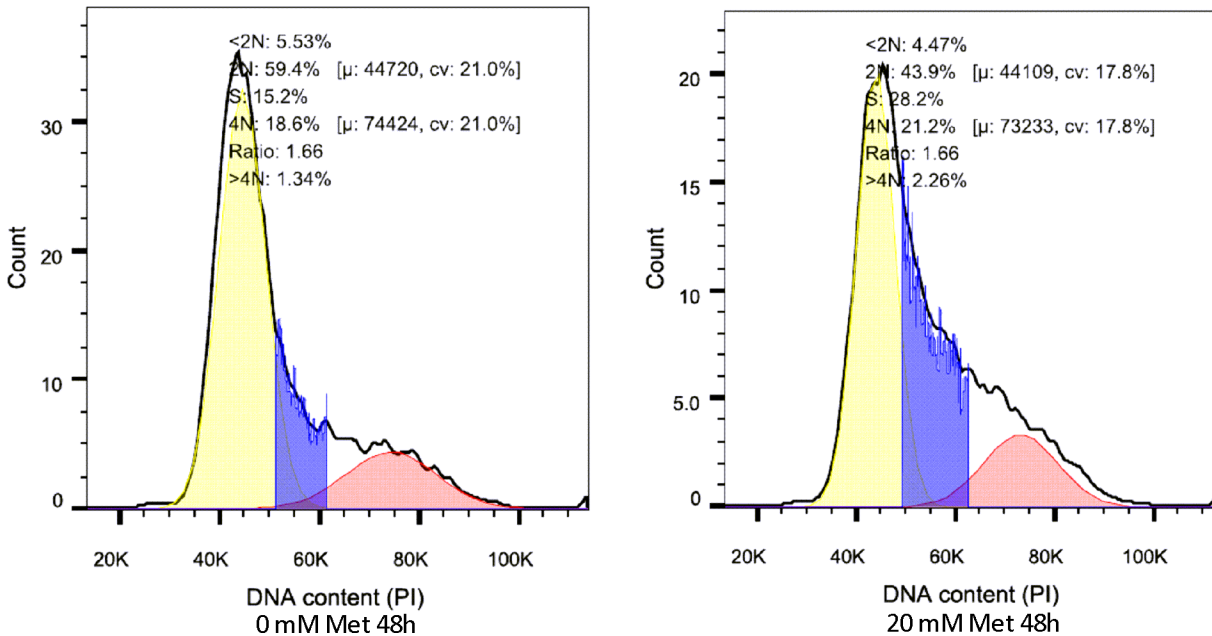 <2N: 5.53%
2N: 59.4% [µ: 44720, cv: 21.0%]
S: 15.2%
4N: 18.6% [µ: 74424, cv: 21.0%]
Ratio: 1.66
>4N: 1.34%
30
20
10
0
Count
20K 40K 60K 80K 100K
DNA content (PI)
0 mM Met 48h
<2N: 4.47%
2N: 43.9% [µ: 44109, cv: 17.8%]
S: 28.2%
4N: 21.2% [µ: 73233, cv: 17.8%]
Ratio: 1.66
>4N: 2.26%
20
15
10
5.0
0
Count
20K 40K 60K 80K 100K
DNA content (PI)
20 mM Met 48h